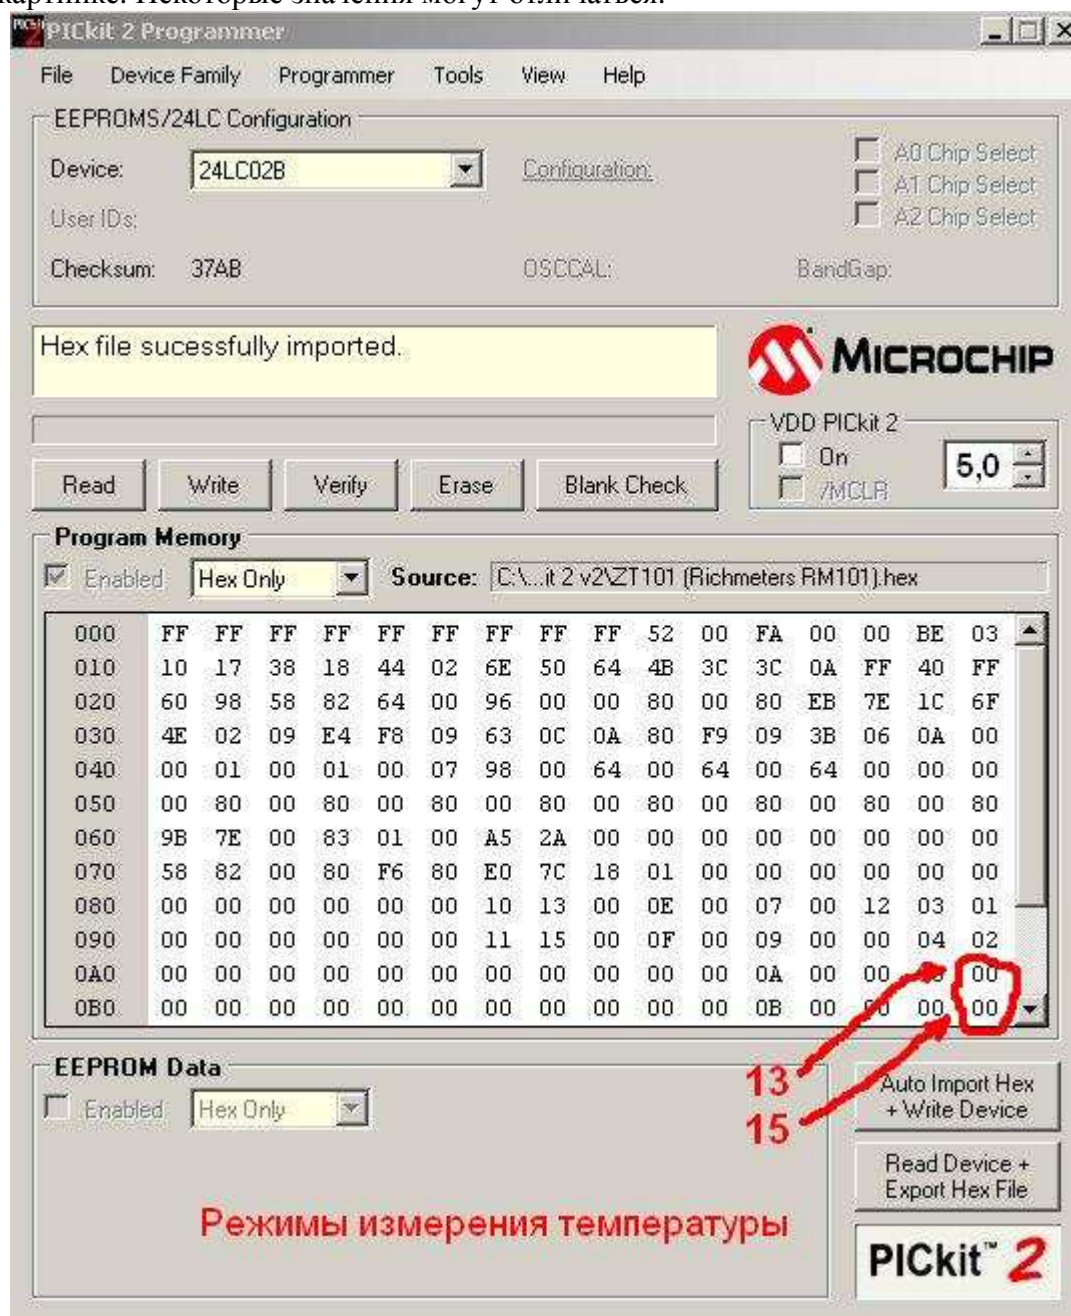 картинке. Некоторые значения могут отличаться.
PICkit 2 Programmer
File Device Family Programmer Tools View Help
EEPROMS/24LC Configuration
Device: 24LC02B Configuration:
A0 Chip Select
A1 Chip Select
User IDs:
A2 Chip Select
Checksum: 37AB OSCCAL: BandGap:
Hex file sucessfully imported.
MICROCHIP
VDD PICkit 2
On
/MCLR
5,0
Read Write Verify Erase Blank Check
Program Memory
Enabled Hex Only Source: C:\...it 2 v2\ZT101 (Richmeters RM101).hex
000 FF FF FF FF FF FF FF FF FF 52 00 FA 00 00 BE 03
010 10 17 38 18 44 02 6E 50 64 4B 3C 3C 0A FF 40 FF
020 60 98 58 82 64 00 96 00 00 80 00 80 EB 7E 1C 6F
030 4E 02 09 E4 F8 09 63 0C 0A 80 F9 09 3B 06 0A 00
040 00 01 00 01 00 07 98 00 64 00 64 00 64 00 00 00
050 00 80 00 80 00 80 00 80 00 80 00 80 00 80 00 80
060 9B 7E 00 83 01 00 A5 2A 00 00 00 00 00 00 00 00
070 58 82 00 80 F6 80 E0 7C 18 01 00 00 00 00 00 00
080 00 00 00 00 00 00 10 13 00 0E 00 07 00 12 03 01
090 00 00 00 00 00 00 11 15 00 0F 00 09 00 00 04 02
0A0 00 00 00 00 00 00 00 00 00 00 00 0A 00 00 00
0B0 00 00 00 00 00 00 00 00 00 00 00 0B 00 00 00 00
EEPROM Data
Enabled Hex Only
13
15
Auto Import Hex
+ Write Device
Read Device +
Export Hex File
Режимы измерения температуры
PICkit™ 2